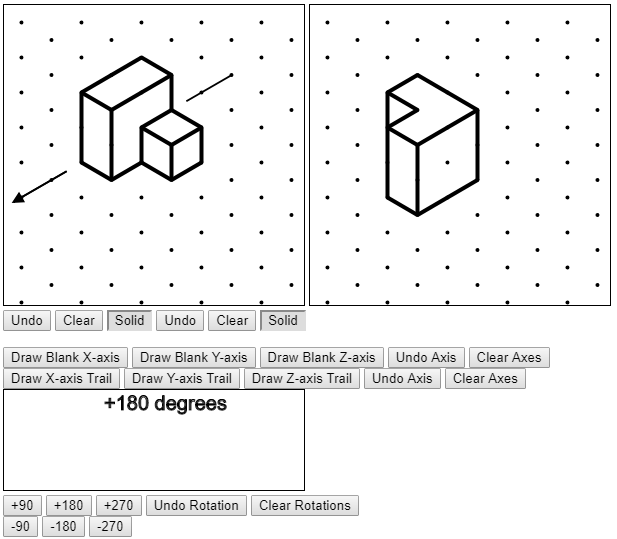 Undo Clear Solid Undo Clear Solid
Draw Blank X-axis Draw Blank Y-axis Draw Blank Z-axis Undo Axis Clear Axes
Draw X-axis Trail Draw Y-axis Trail Draw Z-axis Trail Undo Axis Clear Axes
+180 degrees
+90 +180 +270 Undo Rotation Clear Rotations
-90 -180 -270